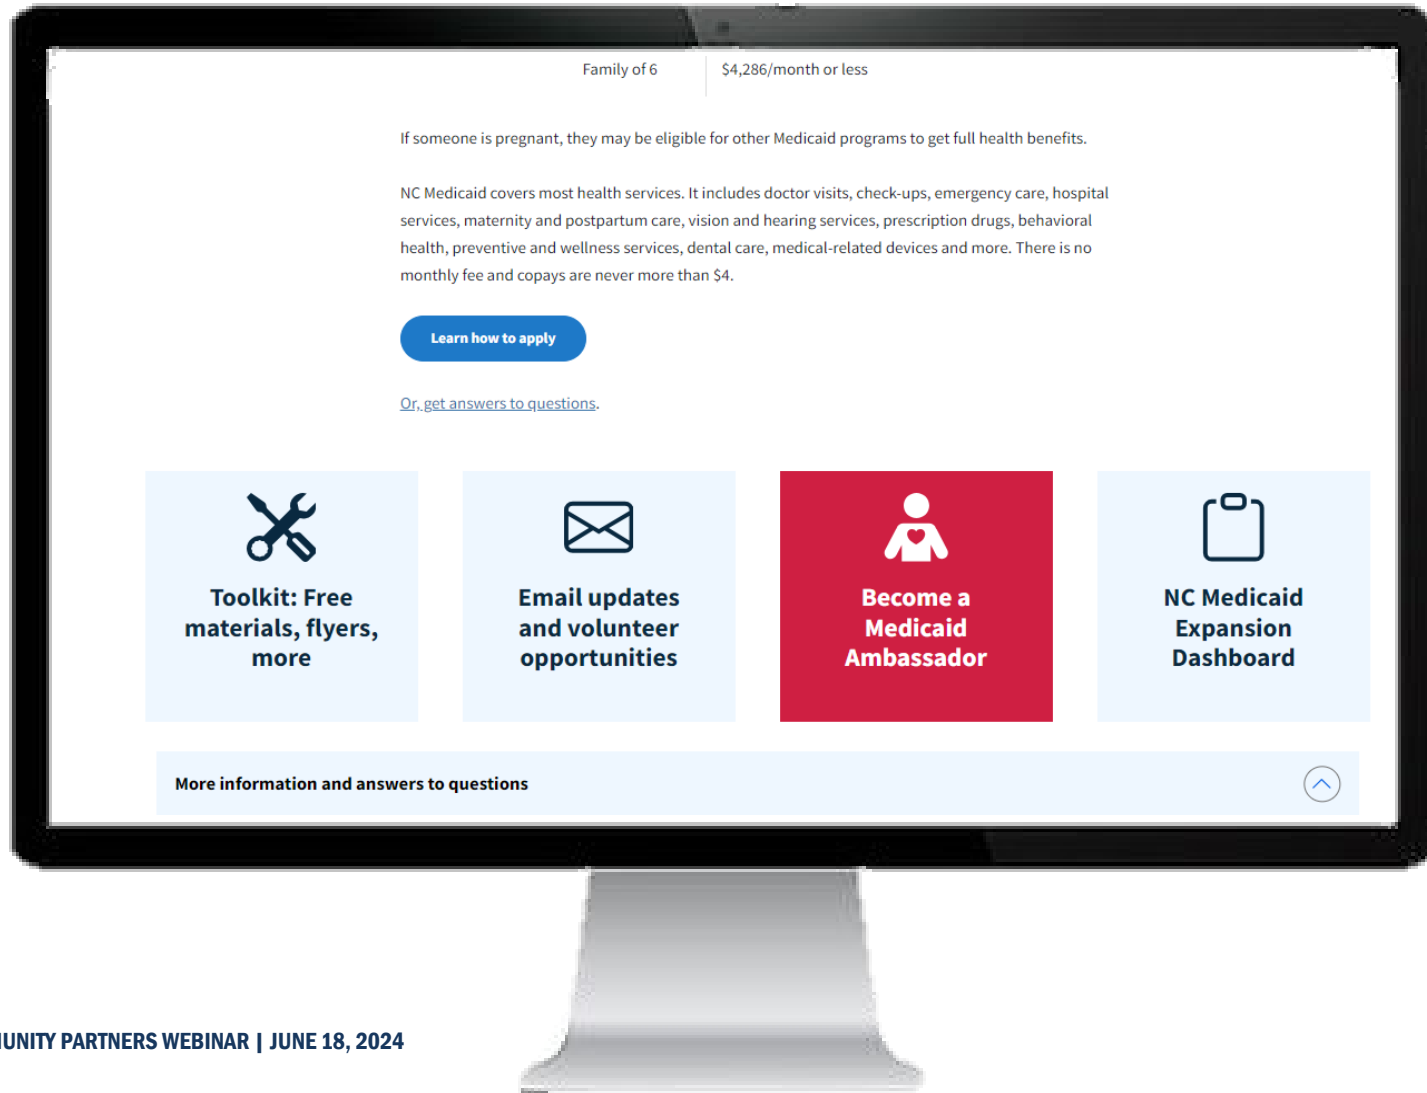 Family of 6 $4,286/month or less
If someone is pregnant, they may be eligible for other Medicaid programs to get full health benefits.
NC Medicaid covers most health services. It includes doctor visits, check-ups, emergency care, hospital
services, maternity and postpartum care, vision and hearing services, prescription drugs, behavioral
health, preventive and wellness services, dental care, medical-related devices and more. There is no
monthly fee and copays are never more than $4.
Learn how to apply
Or, get answers to questions.
Toolkit: Free
materials, flyers,
more
Email updates
and volunteer
opportunities
Become a
Medicaid
Ambassador
NC Medicaid
Expansion
Dashboard
More information and answers to questions
PARTNERS WEBINAR | JUNE 18, 2024